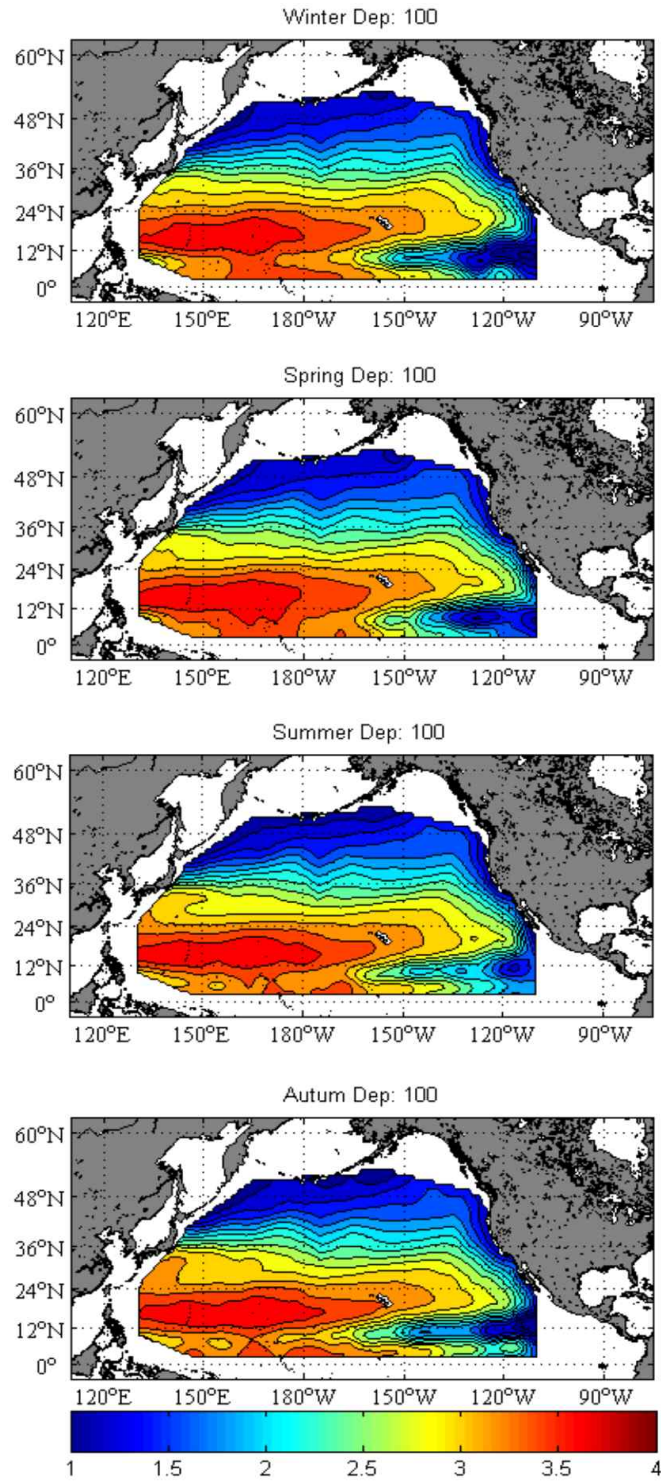 Winter Dep: 100
60°N
48°N
36°N
24°N
12°N
0°
120°E 150°E 180°W 150°W 120°W 90°W
Spring Dep: 100
60°N
48°N
36°N
24°N
12°N
0°
120°E 150°E 180°W 150°W 120°W 90°W
Summer Dep: 100
60°N
48°N
36°N
24°N
12°N
0°
120°E 150°E 180°W 150°W 120°W 90°W
Autum Dep: 100
60°N
48°N
36°N
24°N
12°N
0°
120°E 150°E 180°W 150°W 120°W 90°W
1 1.5 2 2.5 3 3.5 4